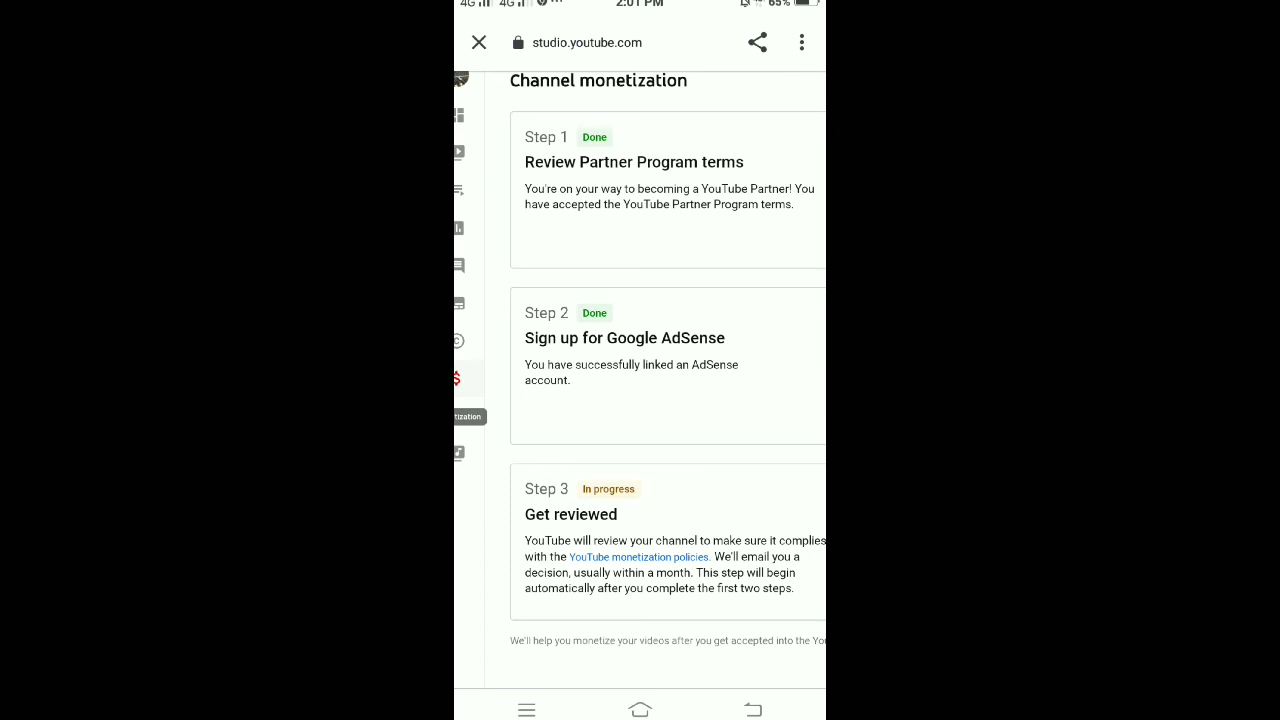 4G 4G 2:01 PM 65%
studio.youtube.com
Channel monetization
Step 1 Done
Review Partner Program terms
You're on your way to becoming a YouTube Partner! You
have accepted the YouTube Partner Program terms.
Step 2 Done
Sign up for Google AdSense
You have successfully linked an AdSense
account.
tization
Step 3 In progress
Get reviewed
YouTube will review your channel to make sure it complies
with the YouTube monetization policies. We'll email you a
decision, usually within a month. This step will begin
automatically after you complete the first two steps.
We'll help you monetize your videos after you get accepted into the You